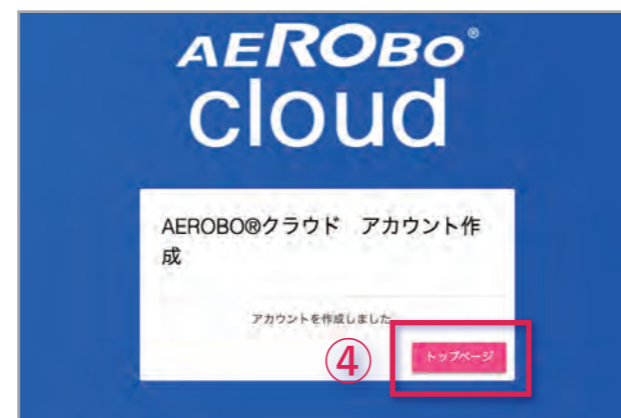 AEROBO®
cloud
AEROBO®クラウド　アカウント作
成
アカウントを作成しました
④
トップページ